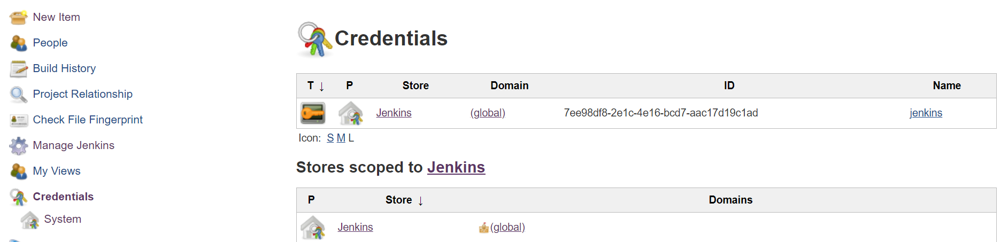 New Item
People
Build History
Project Relationship
Check File Fingerprint
Manage Jenkins
My Views
Credentials
System
Credentials
T ↓ P Store Domain ID Name
Jenkins (global) 7ee98df8-2e1c-4e16-bcd7-aac17d19c1ad jenkins
Icon: S M L
Stores scoped to Jenkins
P Store ↓ Domains
Jenkins (global)